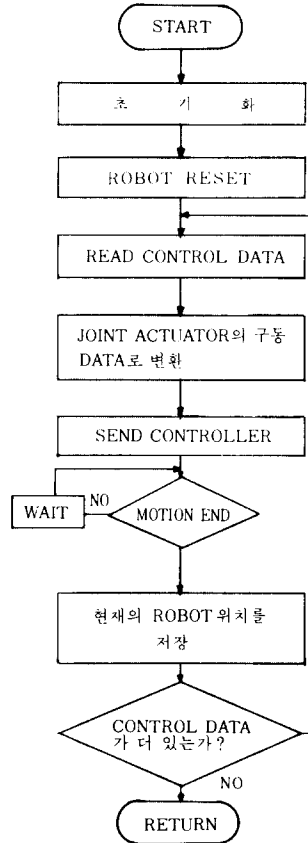 START
초 기 화
ROBOT RESET
READ CONTROL DATA
JOINT ACTUATOR의 구동
DATA로 변환
SEND CONTROLLER
NO
WAIT
MOTION END
현재의 ROBOT 위치를
저장
CONTROL DATA
가 더 있는가?
NO
RETURN